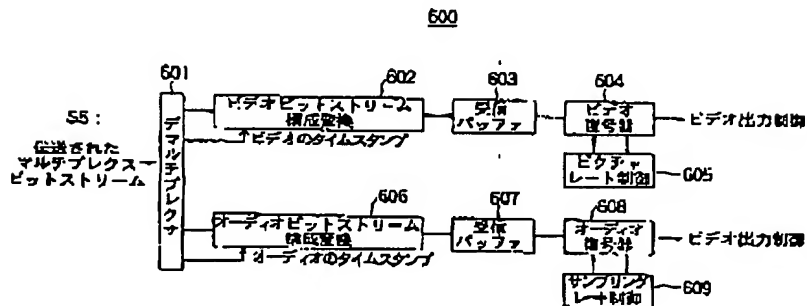 600
601
602
603
604
S5:
伝送された
マルチプレクス
ビットストリーム
デマルチプレクサ
ビデオビットストリーム
構成変換
ビデオのタイムスタンプ
受信
バッファ
ビデオ
復号器
ビデオ出力制御
ピクチャ
レート制御
605
606
607
608
オーディオビットストリーム
構成変換
オーディオのタイムスタンプ
受信
バッファ
オーディオ
復号器
ビデオ出力制御
サンプリング
レート制御
609